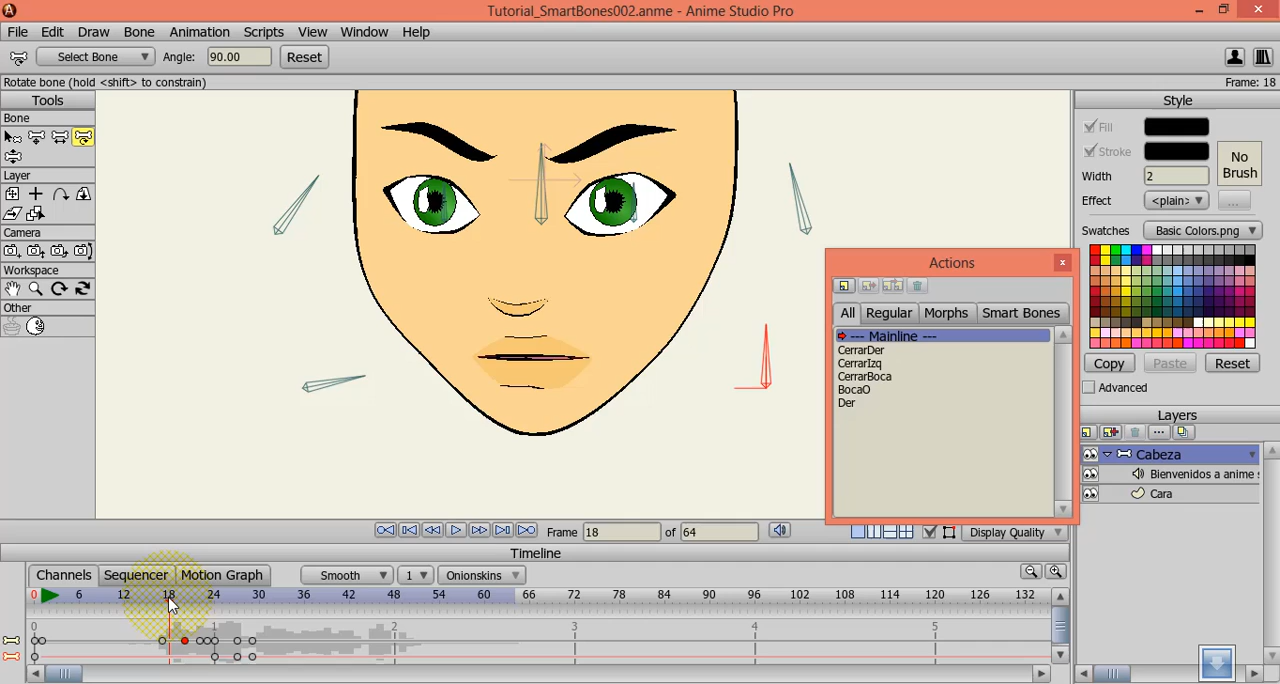 Tutorial_SmartBones002.anme - Anime Studio Pro
File Edit Draw Bone Animation Scripts View Window Help
Select Bone Angle: 90.00 Reset
Rotate bone (hold <shift> to constrain) Frame: 18
Tools
Bone
Layer
Camera
Workspace
Other
Style
Fill
Stroke
No Brush
Width 2
Effect <plain> ...
Swatches Basic Colors.png
Copy Paste Reset
Advanced
Actions
All Regular Morphs Smart Bones
--- Mainline ---
CerrarDer
CerrarIzq
CerrarBoca
BocaO
Der
Layers
Cabeza
Bienvenidos a anime s
Cara
Frame 18 of 64 Display Quality
Timeline
Channels Sequencer Motion Graph Smooth 1 Onionskins
0 6 12 18 24 30 36 42 48 54 60 66 72 78 84 90 96 102 108 114 120 126 132
0 1 2 3 4 5